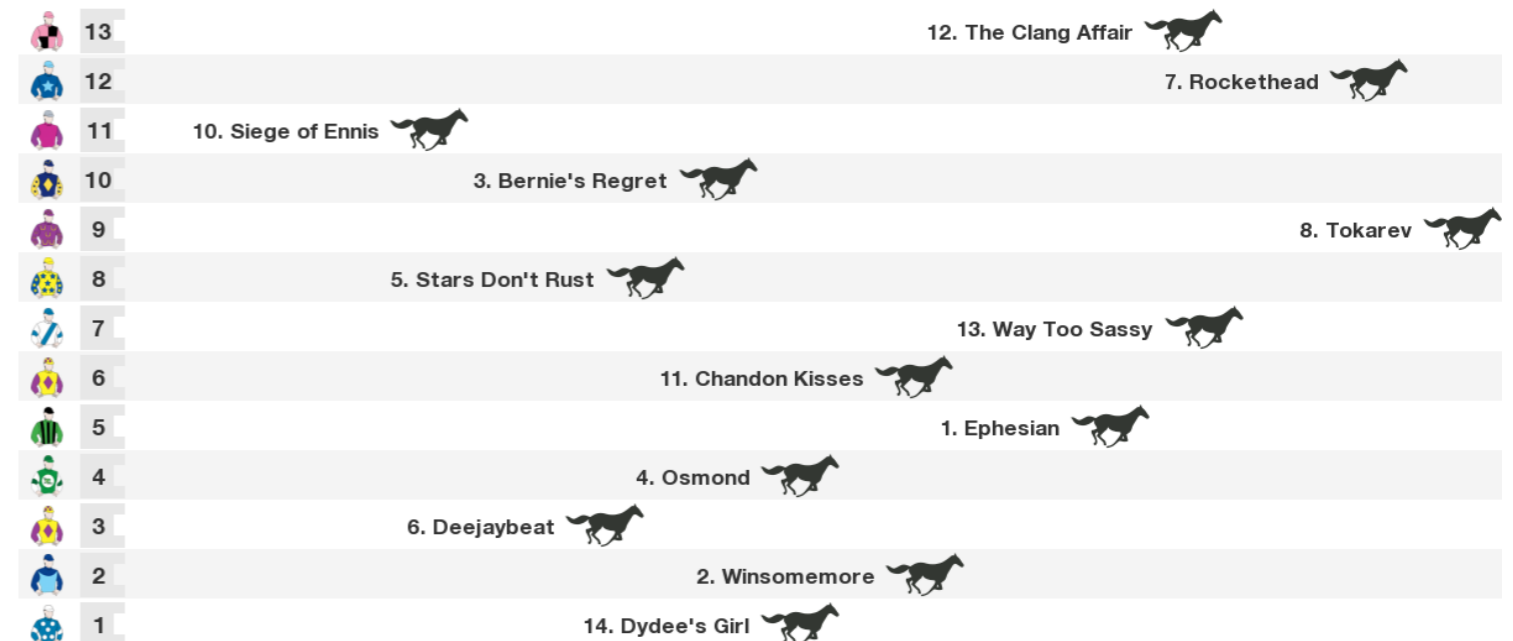 13 12. The Clang Affair
12 7. Rockethead
11 10. Siege of Ennis
10 3. Bernie's Regret
9 8. Tokarev
8 5. Stars Don't Rust
7 13. Way Too Sassy
6 11. Chandon Kisses
5 1. Ephesian
4 4. Osmond
3 6. Deejaybeat
2 2. Winsomemore
1 14. Dydee's Girl